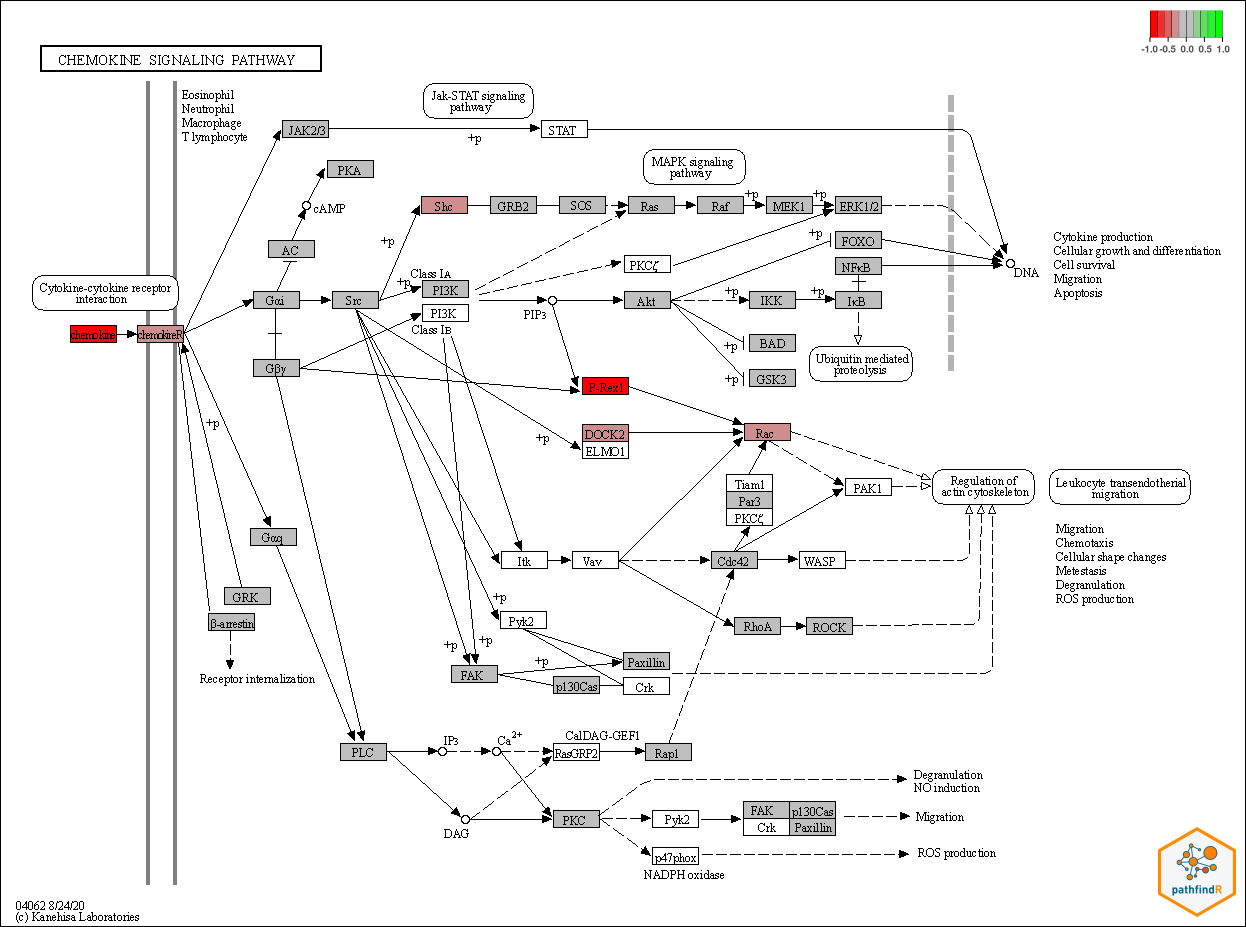 -1.0 -0.5 0.0 0.5 1.0
CHEMOKINE SIGNALING PATHWAY
Eosinophil
Neutrophil
Macrophage
T lymphocyte
Jak-STAT signaling
pathway
JAK2/3
+p
STAT
PKA
MAPK signaling
pathway
cAMP
Shc
GRB2
SOS
Ras
Raf
+p
MEK1
+p
ERK1/2
AC
+p
+p
FOXO
PKCζ
NFκB
DNA
Cytokine production
Cellular growth and differentiation
Cell survival
Migration
Apoptosis
Cytokine-cytokine receptor
interaction
Class IA
+p
PI3K
PI3K
Class IB
Gαi
Src
PIP3
Akt
IKK
+p
IκB
chemokine
chemokineR
+p
BAD
Ubiquitin mediated
proteolysis
Gβγ
+p
GSK3
P-Rex1
+p
+p
DOCK2
ELMO1
Rac
Tiam1
Par3
PKCζ
PAK1
Regulation of
actin cytoskeleton
Leukocyte transendotherial
migration
Gαq
Itk
Vav
Cdc42
WASP
Migration
Chemotaxis
Cellular shape changes
Metestasis
Degranulation
ROS production
GRK
β-arrestin
+p
Pyk2
RhoA
ROCK
Receptor internalization
+p
+p
FAK
+p
Paxillin
p130Cas
Crk
PLC
IP3
Ca2+
CalDAG-GEF1
RasGRP2
Rap1
Degranulation
NO induction
DAG
PKC
Pyk2
FAK
p130Cas
Crk
Paxillin
Migration
p47phox
NADPH oxidase
ROS production
pathfindR
04062 8/24/20
(c) Kanehisa Laboratories